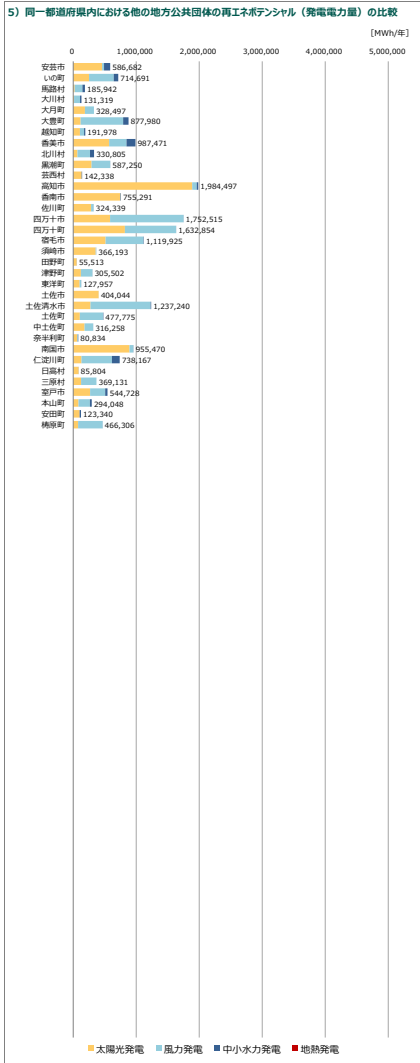 5）同一都道府県内における他の地方公共団体の再エネポテンシャル（発電電力量）の比較
[MWh/年]
0 1,000,000 2,000,000 3,000,000 4,000,000 5,000,000
安芸市 586,682
いの町 714,691
馬路村 185,942
大川村 131,319
大月町 328,497
大豊町 877,980
越知町 191,978
香美市 987,471
北川村 330,805
黒潮町 587,250
芸西村 142,338
高知市 1,984,497
香南市 755,291
佐川町 324,339
四万十市 1,752,515
四万十町 1,632,854
宿毛市 1,119,925
須崎市 366,193
田野町 55,513
津野町 305,502
東洋町 127,957
土佐市 404,044
土佐清水市 1,237,240
土佐町 477,775
中土佐町 316,258
奈半利町 80,834
南国市 955,470
仁淀川町 738,167
日高村 85,804
三原村 369,131
室戸市 544,728
本山町 294,048
安田町 123,340
梼原町 466,306
太陽光発電 風力発電 中小水力発電 地熱発電